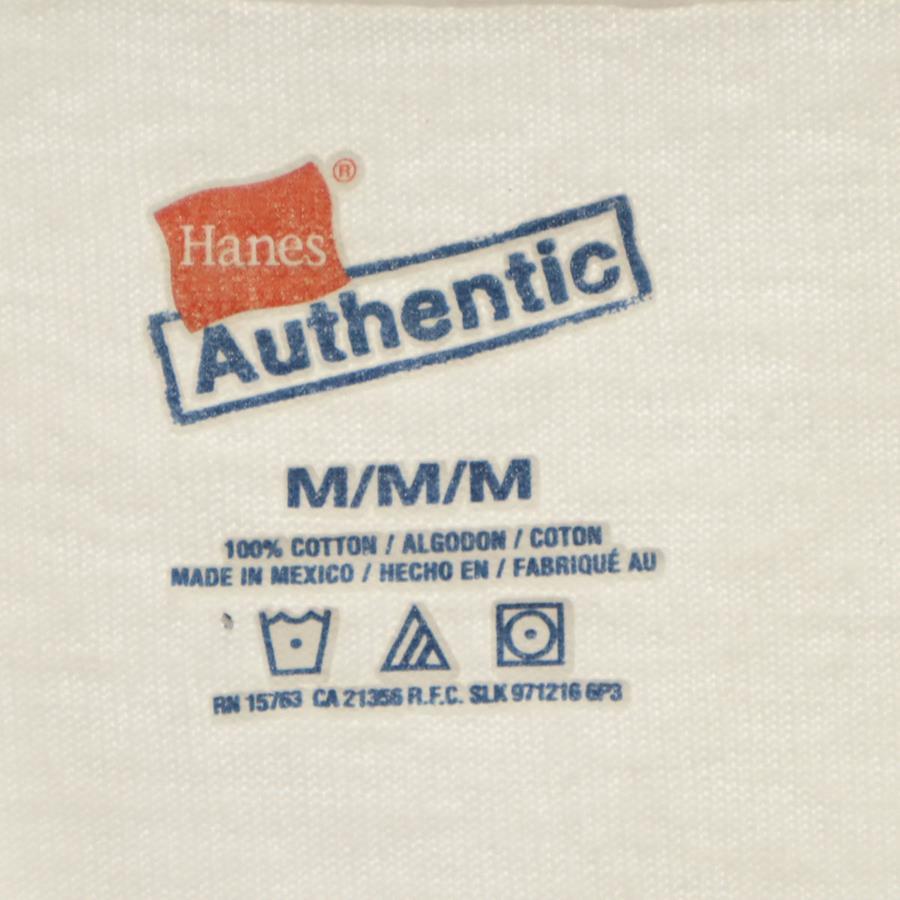 Hanes®
Authentic
M/M/M
100% COTTON / ALGODON / COTON
MADE IN MEXICO / HECHO EN / FABRIQUÉ AU
RN 15763 CA 21356 R.F.C. SLK 971216 6P3